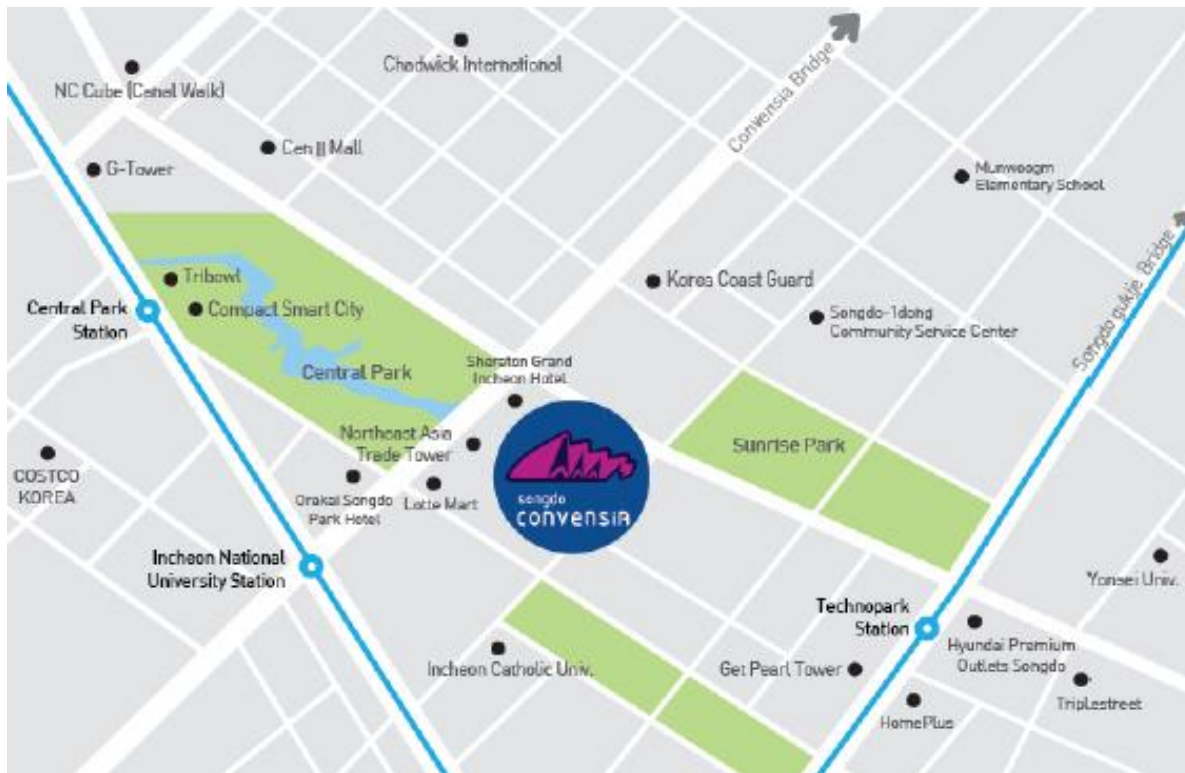 Chadwick International
NC Cube (Canal Walk)
Convensia Bridge
Cen || Mall
G-Tower
Munwoogm
Elementary School
Songdo gukje Bridge
Tribowl
Korea Coast Guard
Central Park
Station
Compact Smart City
Songdo-1dong
Community Service Center
Sheraton Grand
Incheon Hotel
Central Park
Northeast Asia
Trade Tower
Sunrise Park
COSTCO
KOREA
Orakai Songdo
Park Hotel
Lotte Mart
songdo
convensia
Incheon National
University Station
Yonsei Univ.
Technopark
Station
Hyundai Premium
Outlets Songdo
Incheon Catholic Univ.
Get Pearl Tower
Triplestreet
HomePlus